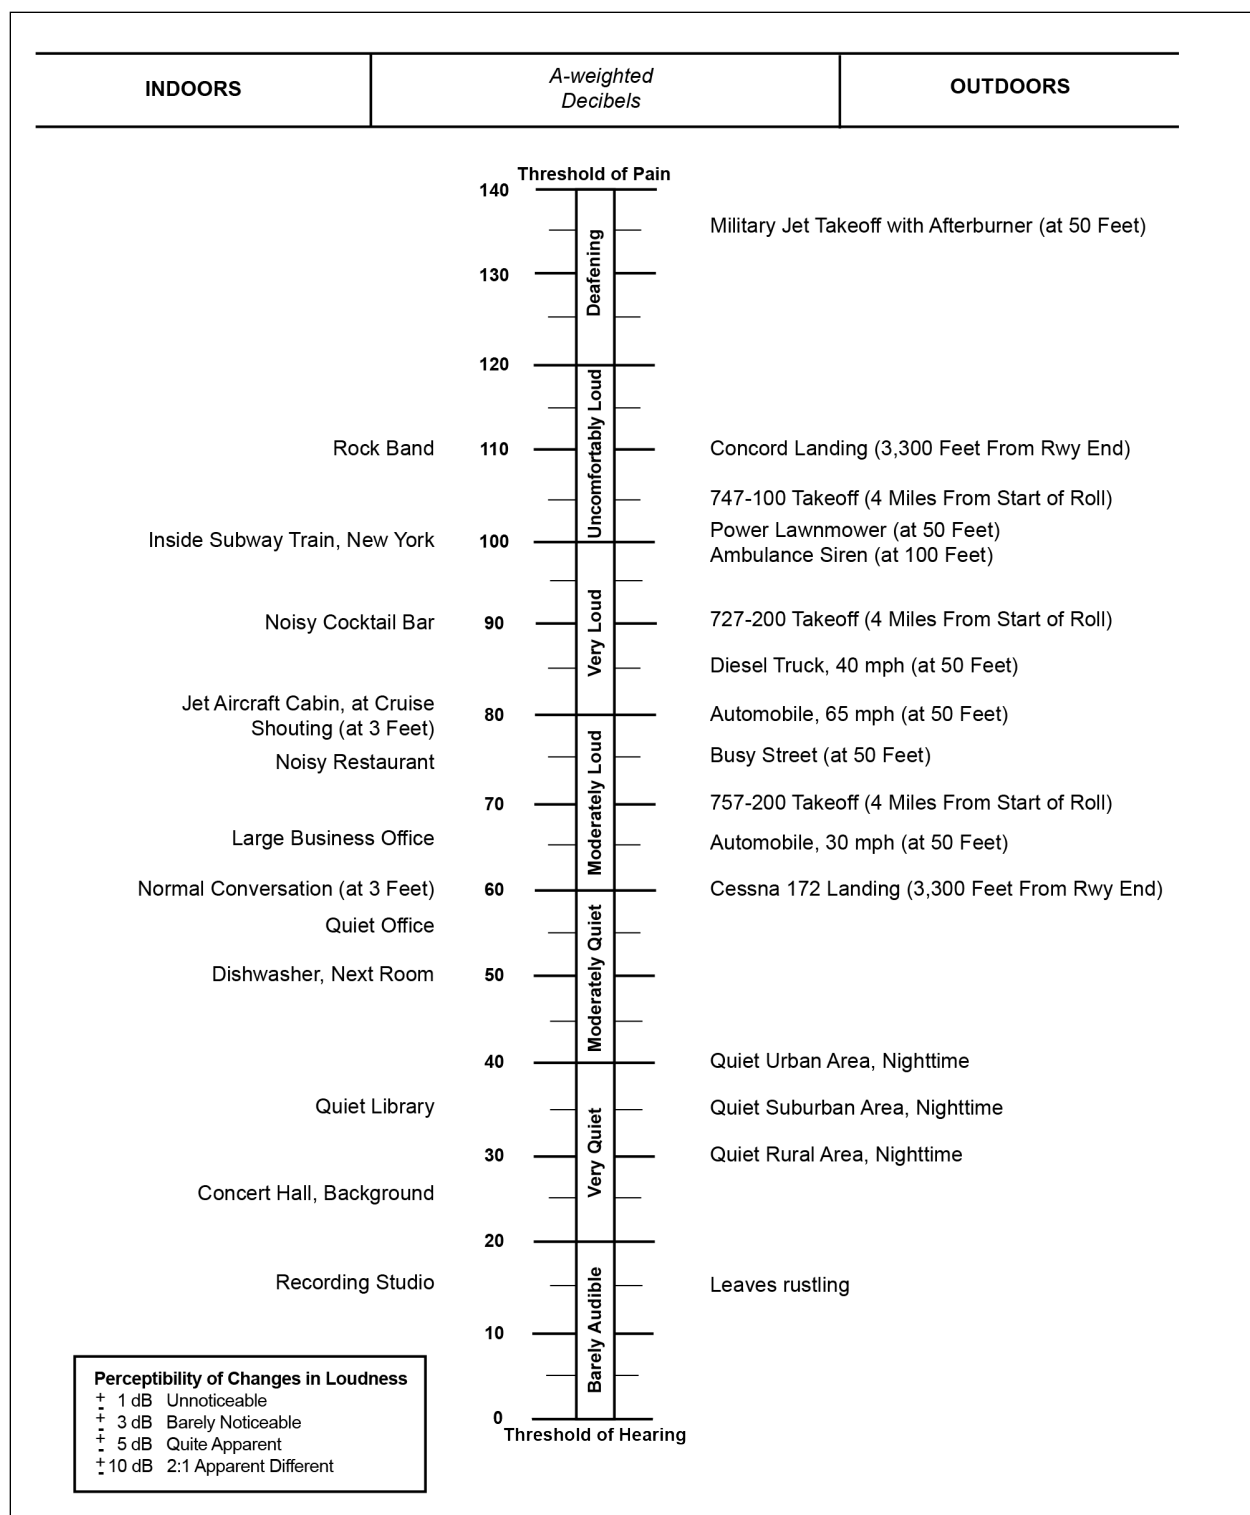 INDOORS
A-weighted
Decibels
OUTDOORS
Threshold of Pain
140
Military Jet Takeoff with Afterburner (at 50 Feet)
Deafening
130
120
Uncomfortably Loud
Rock Band
110
Concord Landing (3,300 Feet From Rwy End)
747-100 Takeoff (4 Miles From Start of Roll)
Power Lawnmower (at 50 Feet)
Inside Subway Train, New York
100
Ambulance Siren (at 100 Feet)
Very Loud
Noisy Cocktail Bar
90
727-200 Takeoff (4 Miles From Start of Roll)
Diesel Truck, 40 mph (at 50 Feet)
Jet Aircraft Cabin, at Cruise
Shouting (at 3 Feet)
80
Automobile, 65 mph (at 50 Feet)
Moderately Loud
Noisy Restaurant
Busy Street (at 50 Feet)
70
757-200 Takeoff (4 Miles From Start of Roll)
Large Business Office
Automobile, 30 mph (at 50 Feet)
Normal Conversation (at 3 Feet)
60
Cessna 172 Landing (3,300 Feet From Rwy End)
Moderately Quiet
Quiet Office
Dishwasher, Next Room
50
40
Quiet Urban Area, Nighttime
Very Quiet
Quiet Library
Quiet Suburban Area, Nighttime
30
Quiet Rural Area, Nighttime
Concert Hall, Background
20
Barely Audible
Recording Studio
Leaves rustling
10
0
Threshold of Hearing
Perceptibility of Changes in Loudness
± 1 dB Unnoticeable
± 3 dB Barely Noticeable
± 5 dB Quite Apparent
± 10 dB 2:1 Apparent Different